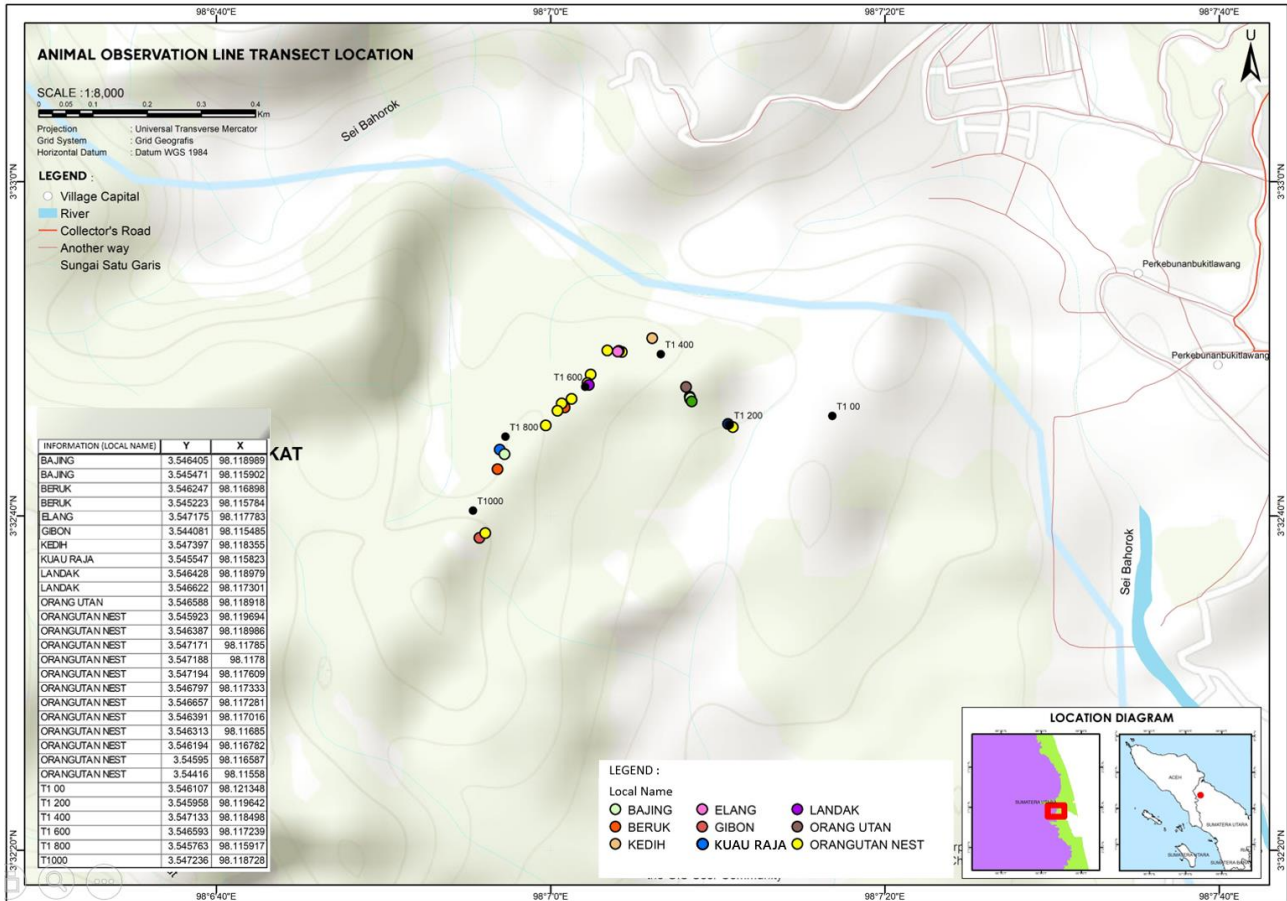 98°6'40"E 98°7'0"E 98°7'20"E 98°7'40"E
ANIMAL OBSERVATION LINE TRANSECT LOCATION
U
SCALE : 1:8,000
0 0.05 0.1 0.2 0.3 0.4
Km
Projection : Universal Transverse Mercator
Grid System : Grid Geografis
Horizontal Datum : Datum WGS 1984
LEGEND :
Village Capital
River
Collector's Road
Another way
Sungai Satu Garis
Sei Bahorok
3°33'0"N 3°33'0"N
Perkebunanbukitlawang
Perkebunanbukitlawang
T1 400
T1 600
T1 200
T1 00
T1 800
T1000
KAT
3°32'40"N 3°32'40"N
Sei Bahorok
INFORMATION (LOCAL NAME) Y X
BAJING 3.546405 98.118989
BAJING 3.545471 98.115902
BERUK 3.546247 98.116898
BERUK 3.545223 98.115784
ELANG 3.547175 98.117783
GIBON 3.544081 98.115485
KEDIH 3.547397 98.118355
KUAU RAJA 3.545547 98.115823
LANDAK 3.546428 98.118979
LANDAK 3.546622 98.117301
ORANG UTAN 3.546588 98.118918
ORANGUTAN NEST 3.545923 98.119694
ORANGUTAN NEST 3.546387 98.118986
ORANGUTAN NEST 3.547171 98.11785
ORANGUTAN NEST 3.547188 98.1178
ORANGUTAN NEST 3.547194 98.117609
ORANGUTAN NEST 3.546797 98.117333
ORANGUTAN NEST 3.546657 98.117281
ORANGUTAN NEST 3.546391 98.117016
ORANGUTAN NEST 3.546313 98.11685
ORANGUTAN NEST 3.546194 98.116782
ORANGUTAN NEST 3.54595 98.116587
ORANGUTAN NEST 3.54416 98.11558
T1 00 3.546107 98.121348
T1 200 3.545958 98.119642
T1 400 3.547133 98.118498
T1 600 3.546593 98.117239
T1 800 3.545763 98.115917
T1000 3.547236 98.118728
LEGEND :
Local Name
BAJING ELANG LANDAK
BERUK GIBON ORANG UTAN
KEDIH KUAU RAJA ORANGUTAN NEST
LOCATION DIAGRAM
SUMATERA UTARA
ACEH
SUMATERA UTARA
SUMATERA UTARA
3°32'20"N 3°32'20"N
98°6'40"E 98°7'0"E 98°7'20"E 98°7'40"E